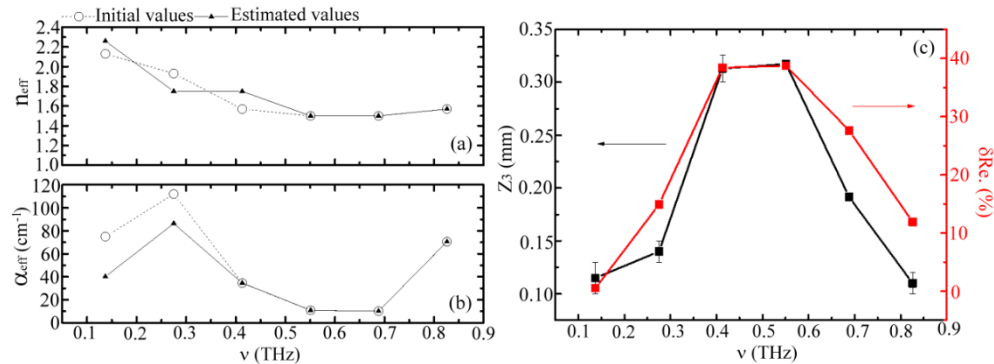 Initial values Estimated values
2.4
2.2
2.0
1.8
1.6
1.4
1.2
1.0
n_eff
(a)
120
100
80
60
40
20
0
α_eff (cm⁻¹)
(b)
0.1 0.2 0.3 0.4 0.5 0.6 0.7 0.8 0.9
ν (THz)
(c)
0.30
0.25
0.20
0.15
0.10
Z₃ (mm)
40
30
20
10
0
δRe. (%)
0.1 0.2 0.3 0.4 0.5 0.6 0.7 0.8 0.9
ν (THz)